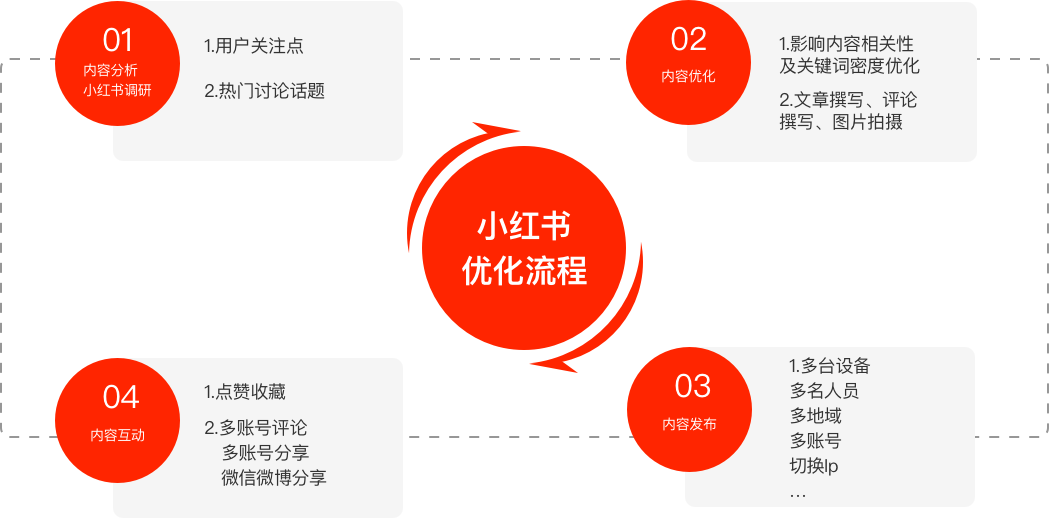 01
内容分析
小红书调研
1.用户关注点
2.热门讨论话题
02
内容优化
1.影响内容相关性
及关键词密度优化
2.文章撰写、评论
撰写、图片拍摄
小红书
优化流程
03
内容发布
1.多台设备
多名人员
多地域
多账号
切换Ip
...
04
内容互动
1.点赞收藏
2.多账号评论
多账号分享
微信微博分享